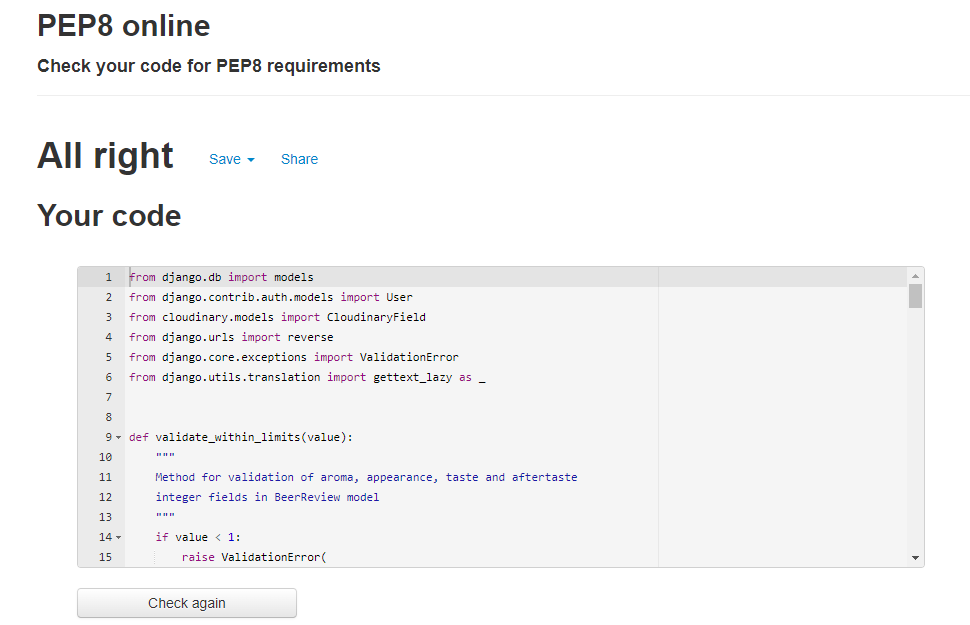 PEP8 online
Check your code for PEP8 requirements
All right Save Share
Your code
1 from django.db import models
2 from django.contrib.auth.models import User
3 from cloudinary.models import CloudinaryField
4 from django.urls import reverse
5 from django.core.exceptions import ValidationError
6 from django.utils.translation import gettext_lazy as _
7
8
9 def validate_within_limits(value):
10 """
11 Method for validation of aroma, appearance, taste and aftertaste
12 integer fields in BeerReview model
13 """
14 if value < 1:
15 raise ValidationError(
Check again